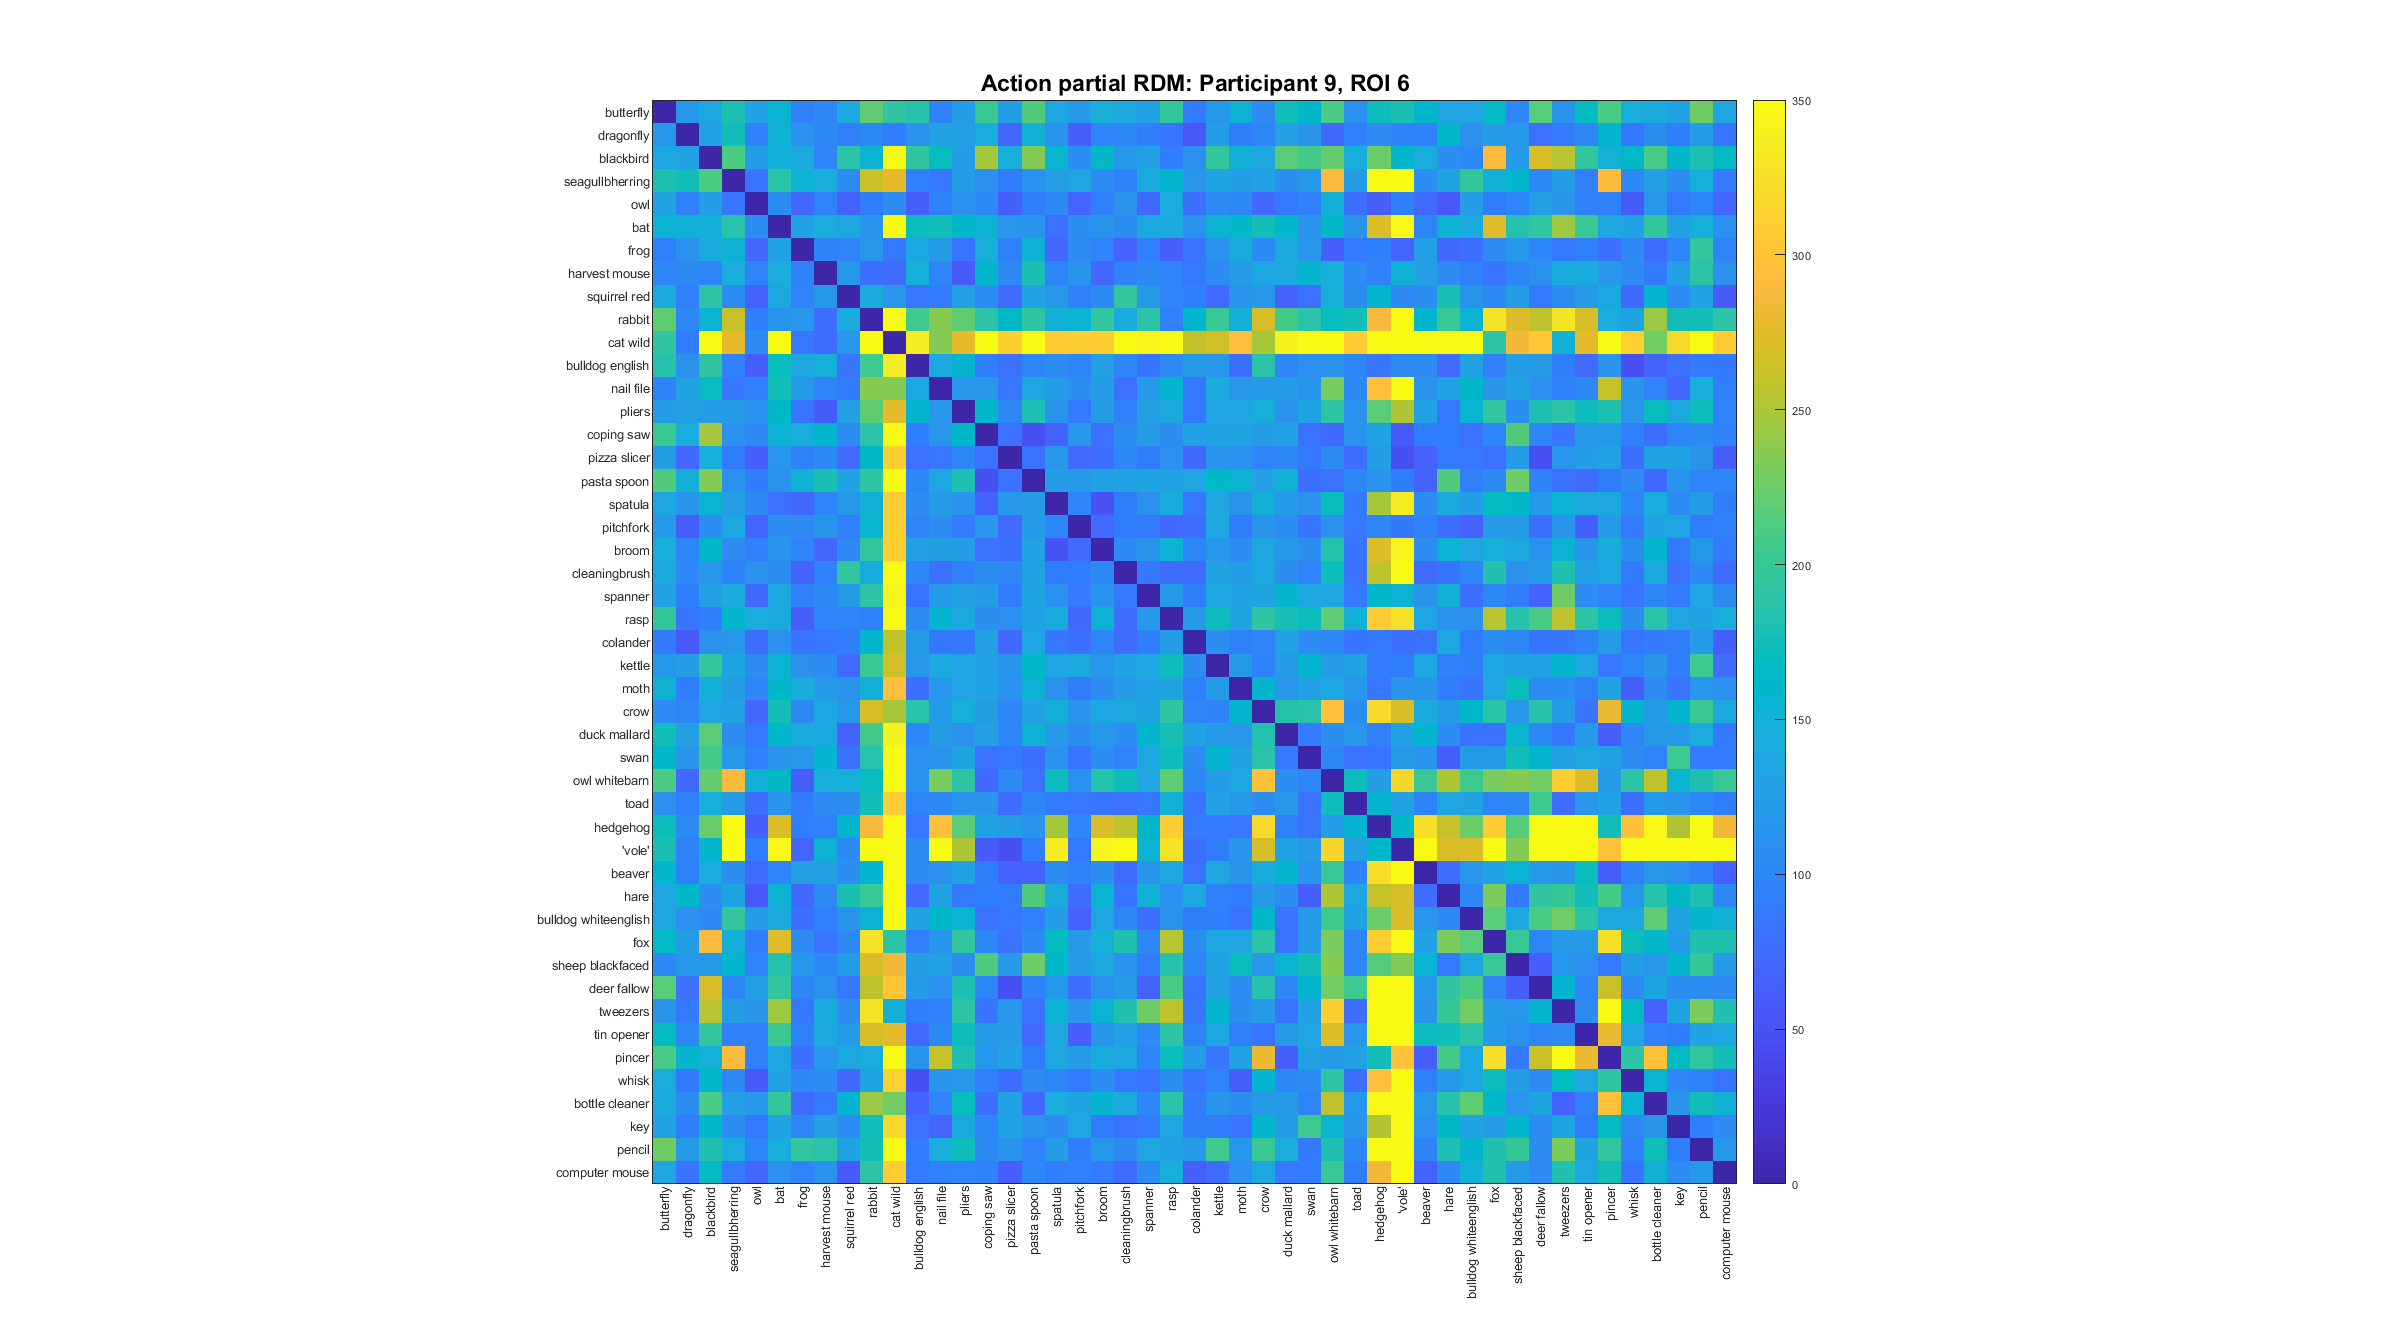 Action partial RDM: Participant 9, ROI 6
butterfly
dragonfly
blackbird
seagullbherring
owl
bat
frog
harvest mouse
squirrel red
rabbit
cat wild
bulldog english
nail file
pliers
coping saw
pizza slicer
pasta spoon
spatula
pitchfork
broom
cleaningbrush
spanner
rasp
colander
kettle
moth
crow
duck mallard
swan
owl whitebarn
toad
hedgehog
'vole'
beaver
hare
bulldog whiteenglish
fox
sheep blackfaced
deer fallow
tweezers
tin opener
pincer
whisk
bottle cleaner
key
pencil
computer mouse
butterfly
dragonfly
blackbird
seagullbherring
owl
bat
frog
harvest mouse
squirrel red
rabbit
cat wild
bulldog english
nail file
pliers
coping saw
pizza slicer
pasta spoon
spatula
pitchfork
broom
cleaningbrush
spanner
rasp
colander
kettle
moth
crow
duck mallard
swan
owl whitebarn
toad
hedgehog
'vole'
beaver
hare
bulldog whiteenglish
fox
sheep blackfaced
deer fallow
tweezers
tin opener
pincer
whisk
bottle cleaner
key
pencil
computer mouse
350
300
250
200
150
100
50
0